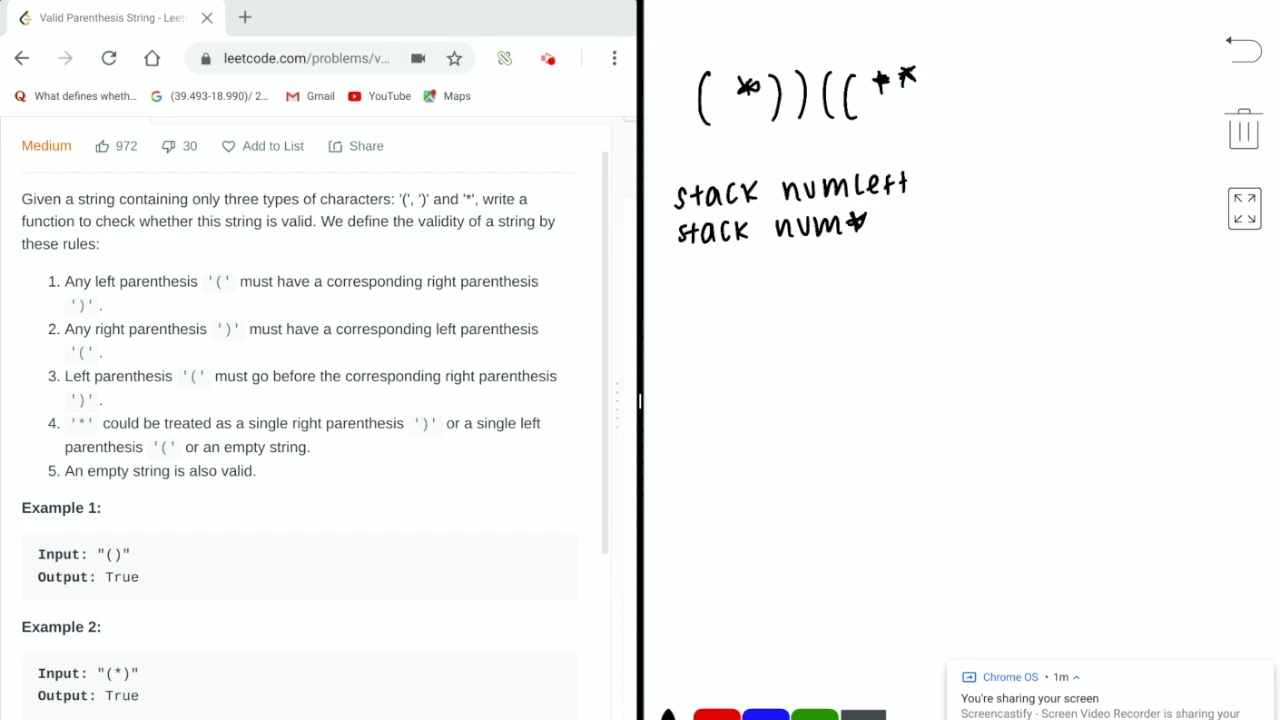 Valid Parenthesis String - Leet
leetcode.com/problems/v...
What defines wheth...
(39.493-18.990)/ 2...
Gmail
YouTube
Maps
Medium
972
30
Add to List
Share
Given a string containing only three types of characters: '(', ')' and '*', write a
function to check whether this string is valid. We define the validity of a string by
these rules:
1. Any left parenthesis '(' must have a corresponding right parenthesis
')'.
2. Any right parenthesis ')' must have a corresponding left parenthesis
'('.
3. Left parenthesis '(' must go before the corresponding right parenthesis
')'.
4. '*' could be treated as a single right parenthesis ')' or a single left
parenthesis '(' or an empty string.
5. An empty string is also valid.
Example 1:
Input: "()"
Output: True
Example 2:
Input: "(*)"
Output: True
( *))((**
stack numLeft
stack num*
Chrome OS • 1m
You're sharing your screen
Screencastify - Screen Video Recorder is sharing your